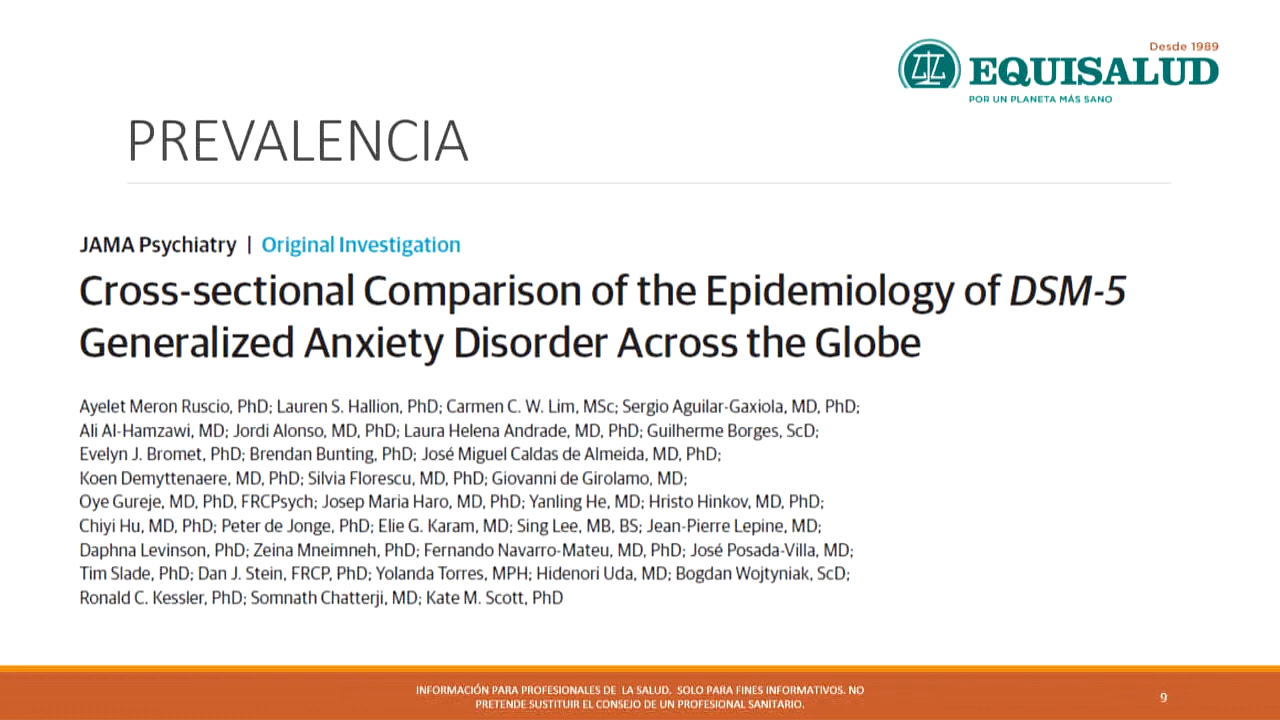 Desde 1989
EQUISALUD
POR UN PLANETA MÁS SANO
PREVALENCIA
JAMA Psychiatry | Original Investigation
Cross-sectional Comparison of the Epidemiology of DSM-5
Generalized Anxiety Disorder Across the Globe
Ayelet Meron Ruscio, PhD; Lauren S. Hallion, PhD; Carmen C. W. Lim, MSc; Sergio Aguilar-Gaxiola, MD, PhD;
Ali Al-Hamzawi, MD; Jordi Alonso, MD, PhD; Laura Helena Andrade, MD, PhD; Guilherme Borges, ScD;
Evelyn J. Bromet, PhD; Brendan Bunting, PhD; José Miguel Caldas de Almeida, MD, PhD;
Koen Demyttenaere, MD, PhD; Silvia Florescu, MD, PhD; Giovanni de Girolamo, MD;
Oye Gureje, MD, PhD, FRCPsych; Josep Maria Haro, MD, PhD; Yanling He, MD; Hristo Hinkov, MD, PhD;
Chiyi Hu, MD, PhD; Peter de Jonge, PhD; Elie G. Karam, MD; Sing Lee, MB, BS; Jean-Pierre Lepine, MD;
Daphna Levinson, PhD; Zeina Mneimneh, PhD; Fernando Navarro-Mateu, MD, PhD; José Posada-Villa, MD;
Tim Slade, PhD; Dan J. Stein, FRCP, PhD; Yolanda Torres, MPH; Hidenori Uda, MD; Bogdan Wojtyniak, ScD;
Ronald C. Kessler, PhD; Somnath Chatterji, MD; Kate M. Scott, PhD
INFORMACIÓN PARA PROFESIONALES DE LA SALUD. SOLO PARA FINES INFORMATIVOS. NO
PRETENDE SUSTITUIR EL CONSEJO DE UN PROFESIONAL SANITARIO.
9